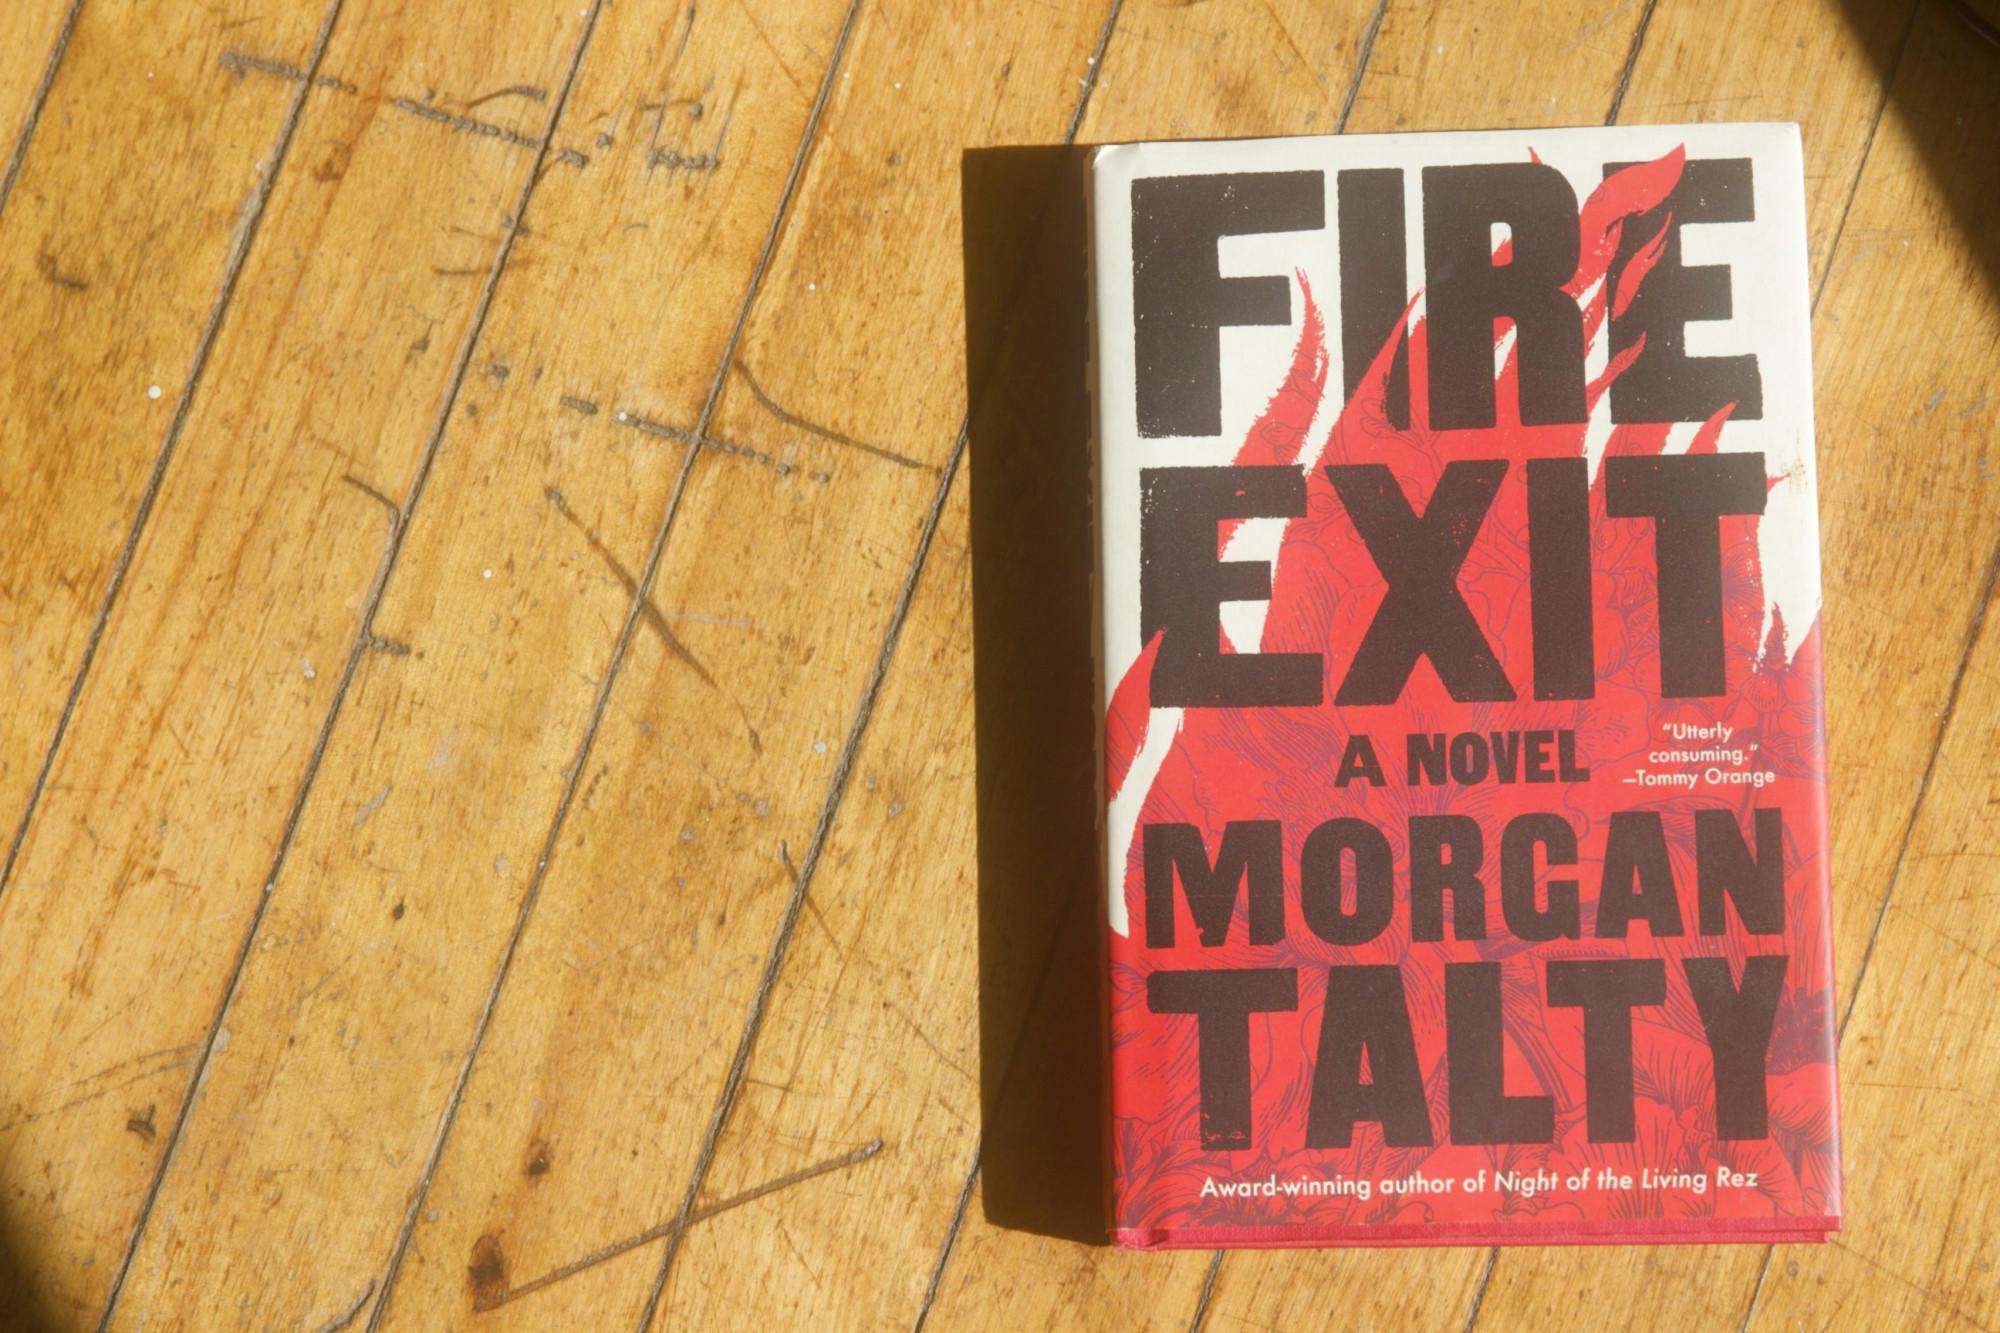 FIRE
EXIT
A NOVEL
“Utterly
consuming.”
—Tommy Orange
MORGAN
TALTY
Award-winning author of Night of the Living Rez